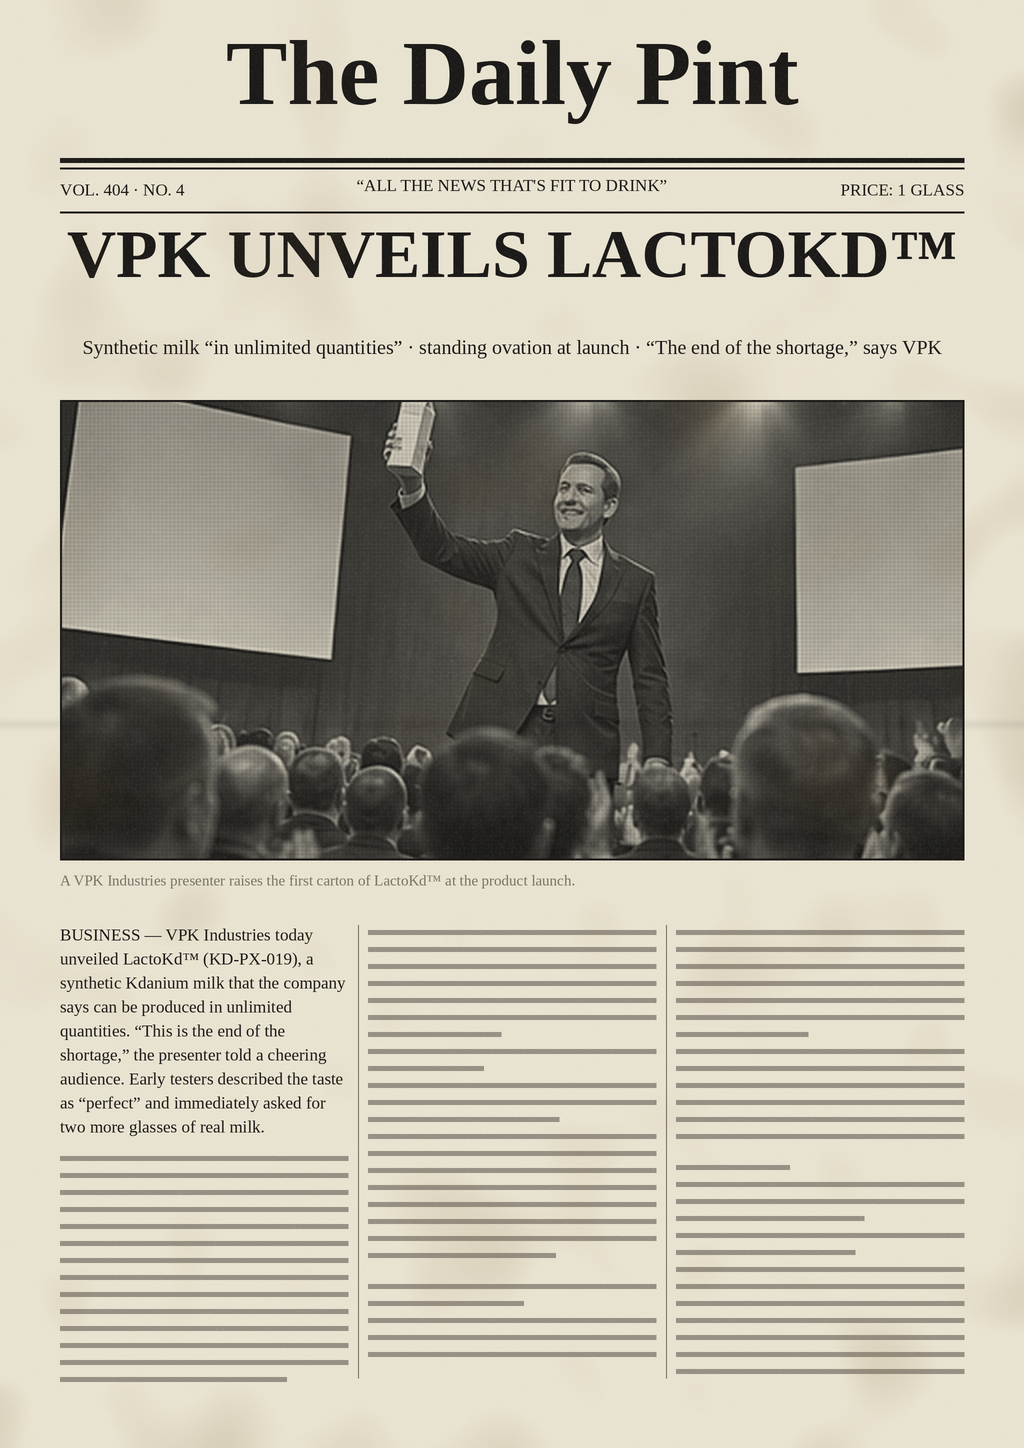 The Daily Pint
VOL. 404 · NO. 4
“ALL THE NEWS THAT'S FIT TO DRINK”
PRICE: 1 GLASS
VPK UNVEILS LACTOKD™
Synthetic milk “in unlimited quantities” · standing ovation at launch · “The end of the shortage,” says VPK
A VPK Industries presenter raises the first carton of LactoKd™ at the product launch.
BUSINESS — VPK Industries today
unveiled LactoKd™ (KD-PX-019), a
synthetic Kdanium milk that the company
says can be produced in unlimited
quantities. “This is the end of the
shortage,” the presenter told a cheering
audience. Early testers described the taste
as “perfect” and immediately asked for
two more glasses of real milk.